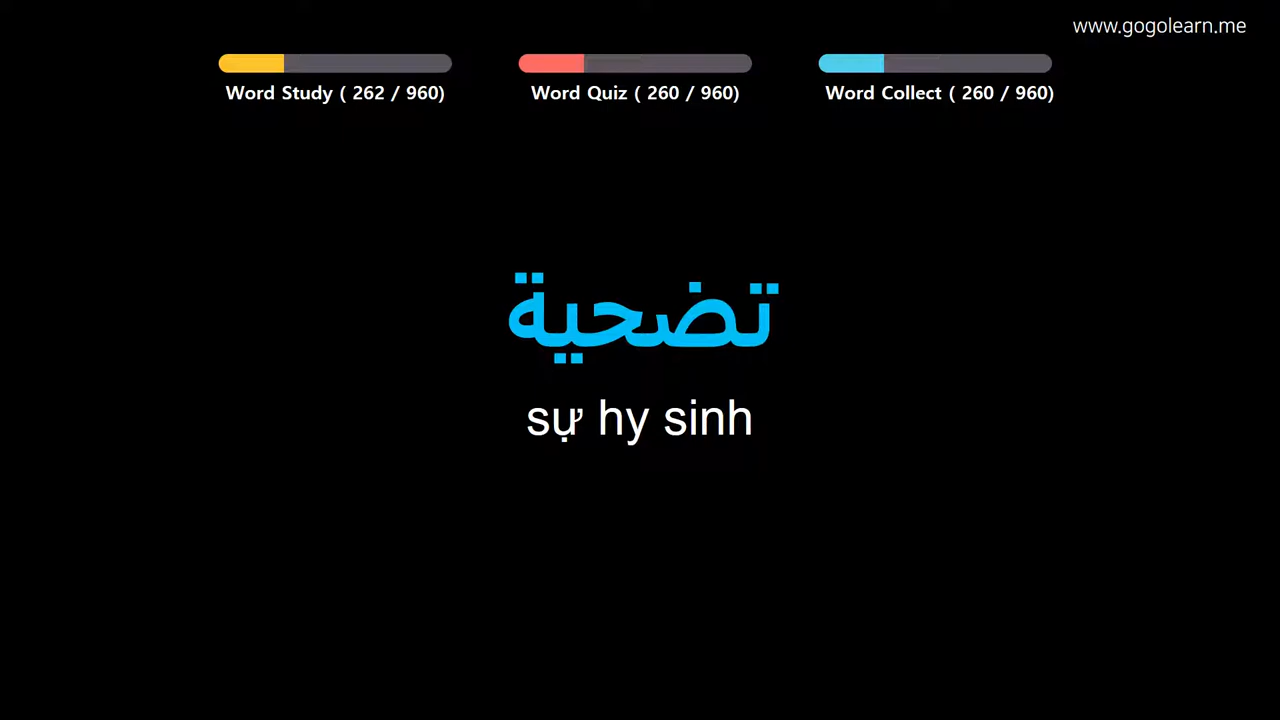 www.gogolearn.me
Word Study ( 262 / 960)
Word Quiz ( 260 / 960)
Word Collect ( 260 / 960)
تضحية
sự hy sinh